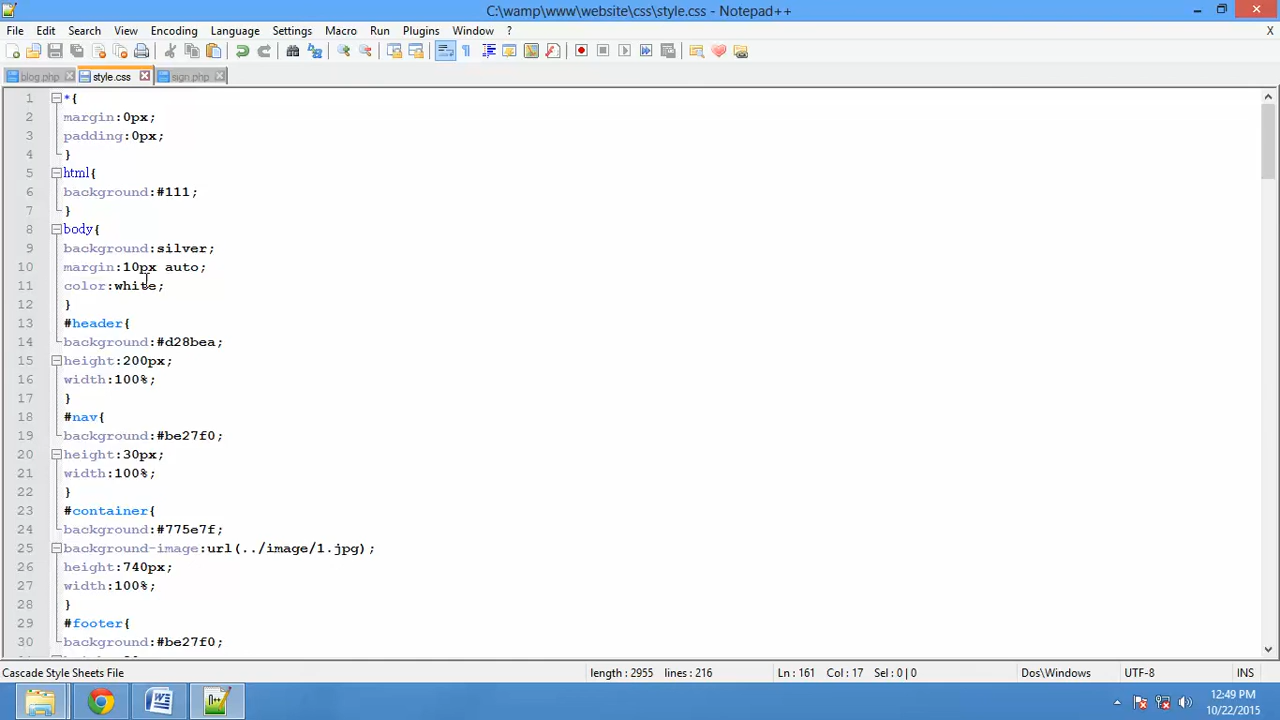 C:\wamp\www\website\css\style.css - Notepad++
File Edit Search View Encoding Language Settings Macro Run Plugins Window ? X
blog.php style.css sign.php
1 *{
2 margin:0px;
3 padding:0px;
4 }
5 html{
6 background:#111;
7 }
8 body{
9 background:silver;
10 margin:10px auto;
11 color:white;
12 }
13 #header{
14 background:#d28bea;
15 height:200px;
16 width:100%;
17 }
18 #nav{
19 background:#be27f0;
20 height:30px;
21 width:100%;
22 }
23 #container{
24 background:#775e7f;
25 background-image:url(../image/1.jpg);
26 height:740px;
27 width:100%;
28 }
29 #footer{
30 background:#be27f0;
Cascade Style Sheets File length : 2955 lines : 216 Ln : 161 Col : 17 Sel : 0 | 0 Dos\Windows UTF-8 INS
12:49 PM
10/22/2015